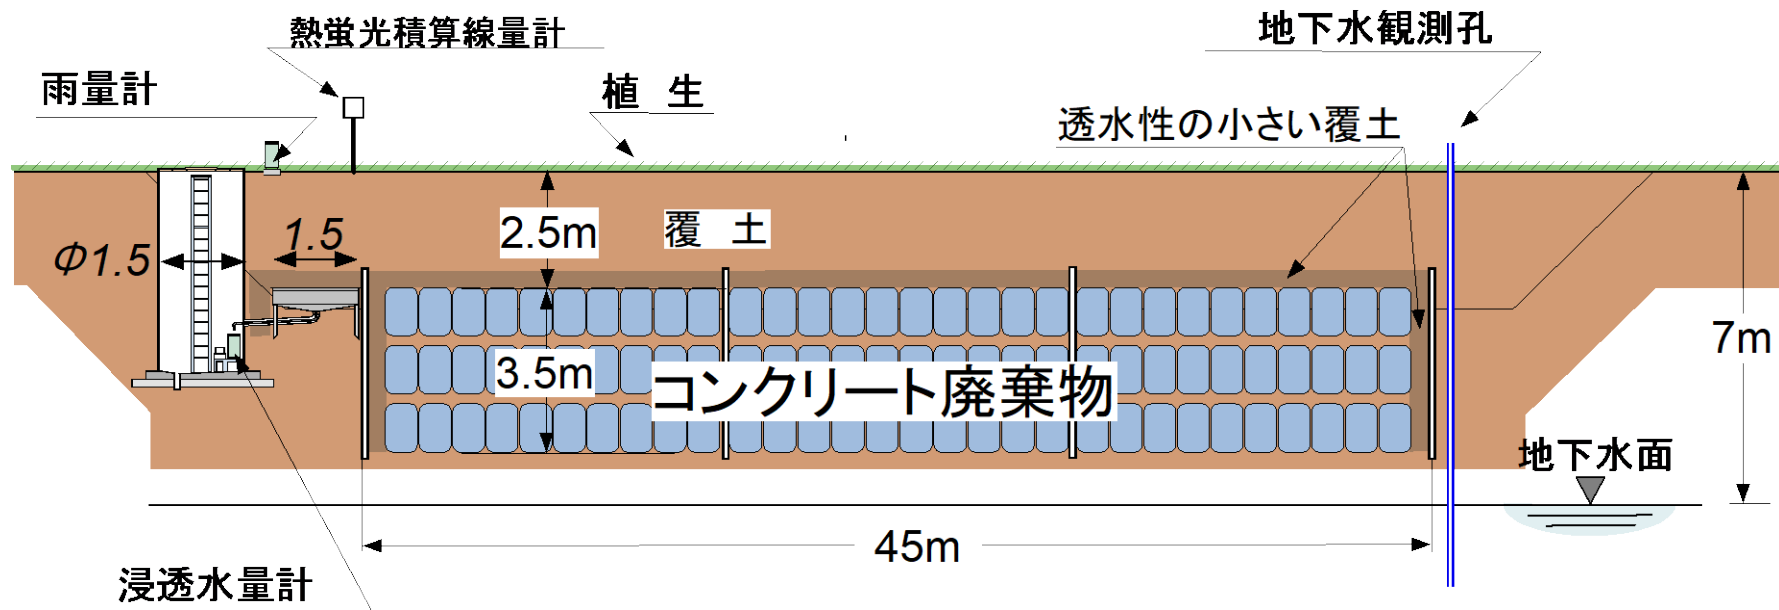 熱蛍光積算線量計
地下水観測孔
雨量計
植 生
透水性の小さい覆土
2.5m
覆 土
Φ1.5
1.5
3.5m
コンクリート廃棄物
7m
地下水面
45m
浸透水量計